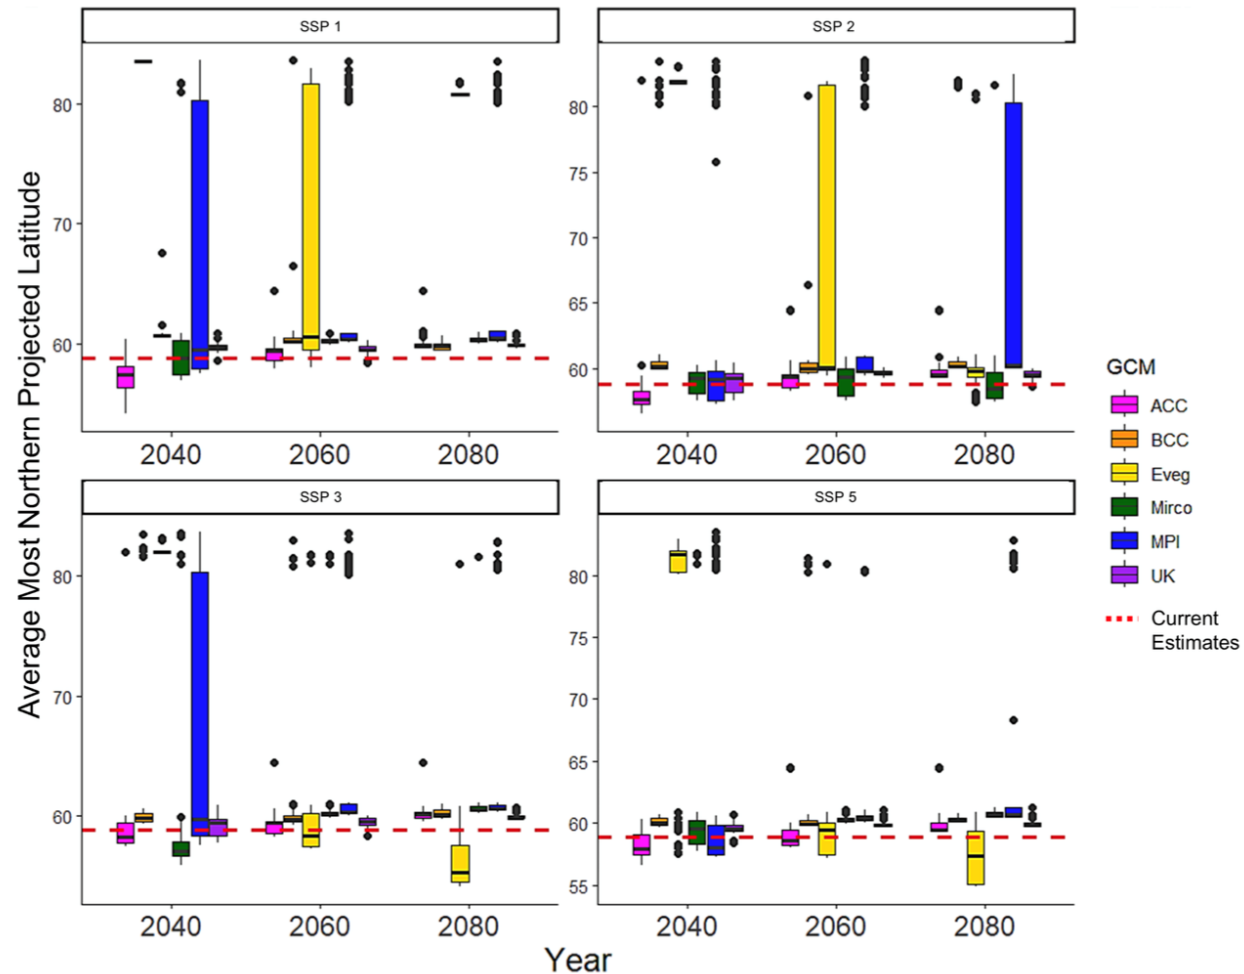 SSP 1
SSP 2
Average Most Northern Projected Latitude
80
70
60
2040
2060
2080
80
75
70
65
60
2040
2060
2080
SSP 3
SSP 5
80
70
60
2040
2060
2080
80
75
70
65
60
55
2040
2060
2080
Year
GCM
ACC
BCC
Eveg
Mirco
MPI
UK
Current
Estimates